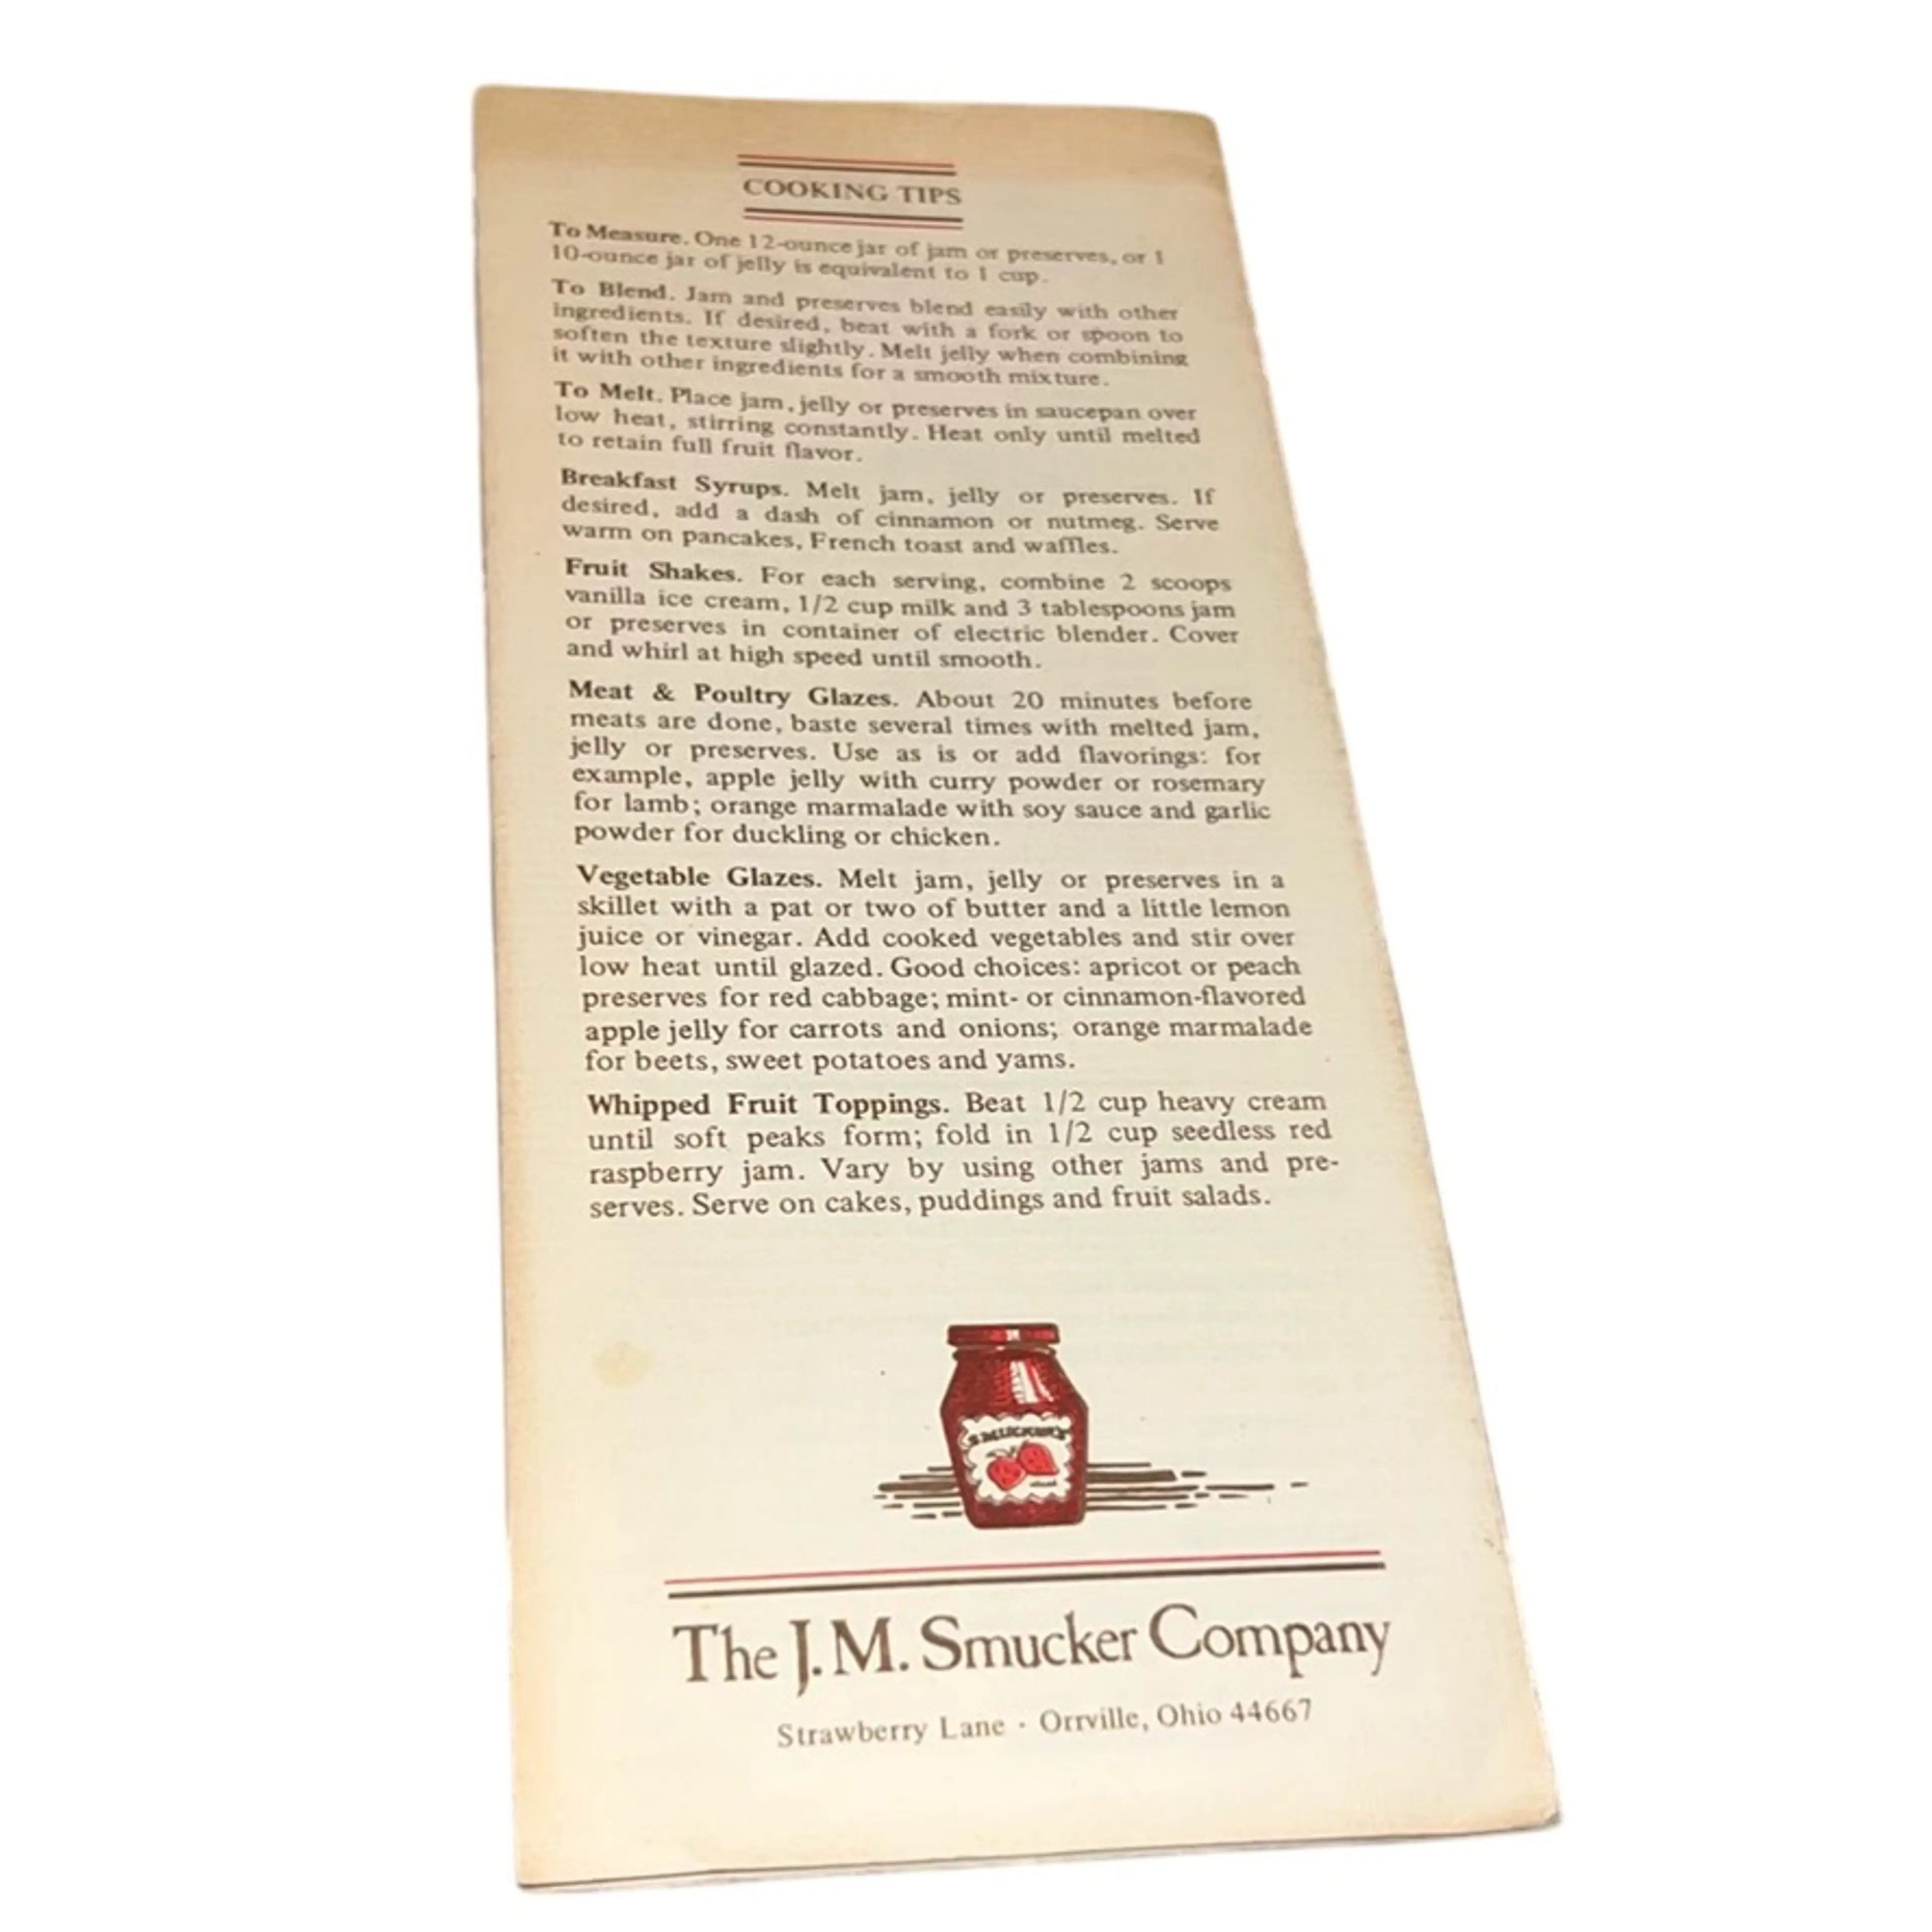 COOKING TIPS
To Measure. One 12-ounce jar of jam or preserves, or 1
10-ounce jar of jelly is equivalent to 1 cup.
To Blend. Jam and preserves blend easily with other
ingredients. If desired, beat with a fork or spoon to
soften the texture slightly. Melt jelly when combining
it with other ingredients for a smooth mixture.
To Melt. Place jam, jelly or preserves in saucepan over
low heat, stirring constantly. Heat only until melted
to retain full fruit flavor.
Breakfast Syrups. Melt jam, jelly or preserves. If
desired, add a dash of cinnamon or nutmeg. Serve
warm on pancakes, French toast and waffles.
Fruit Shakes. For each serving, combine 2 scoops
vanilla ice cream, 1/2 cup milk and 3 tablespoons jam
or preserves in container of electric blender. Cover
and whirl at high speed until smooth.
Meat & Poultry Glazes. About 20 minutes before
meats are done, baste several times with melted jam,
jelly or preserves. Use as is or add flavorings: for
example, apple jelly with curry powder or rosemary
for lamb; orange marmalade with soy sauce and garlic
powder for duckling or chicken.
Vegetable Glazes. Melt jam, jelly or preserves in a
skillet with a pat or two of butter and a little lemon
juice or vinegar. Add cooked vegetables and stir over
low heat until glazed. Good choices: apricot or peach
preserves for red cabbage; mint- or cinnamon-flavored
apple jelly for carrots and onions; orange marmalade
for beets, sweet potatoes and yams.
Whipped Fruit Toppings. Beat 1/2 cup heavy cream
until soft peaks form; fold in 1/2 cup seedless red
raspberry jam. Vary by using other jams and pre-
serves. Serve on cakes, puddings and fruit salads.
SMUCKER'S
The J.M. Smucker Company
Strawberry Lane · Orrville, Ohio 44667